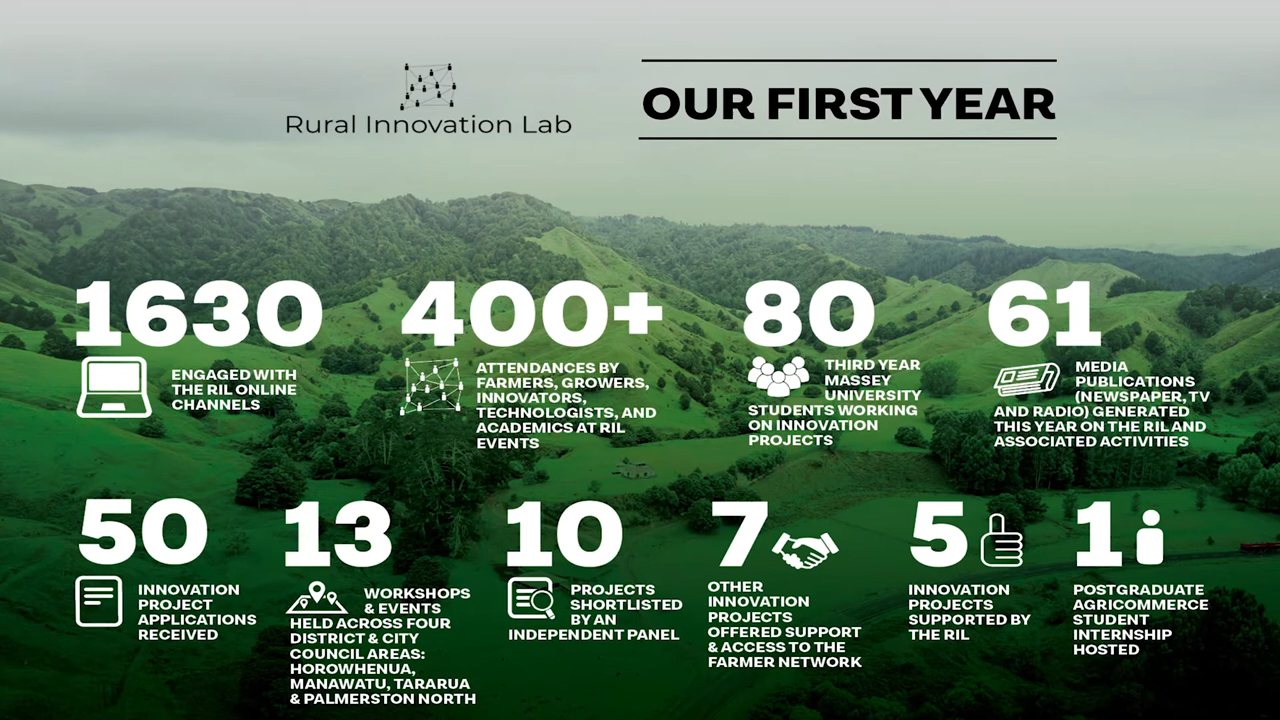 Rural Innovation Lab
OUR FIRST YEAR
1630
ENGAGED WITH
THE RIL ONLINE
CHANNELS
400+
ATTENDANCES BY
FARMERS, GROWERS,
INNOVATORS,
TECHNOLOGISTS, AND
ACADEMICS AT RIL
EVENTS
80
THIRD YEAR
MASSEY
UNIVERSITY
STUDENTS WORKING
ON INNOVATION
PROJECTS
61
MEDIA
PUBLICATIONS
(NEWSPAPER, TV
AND RADIO) GENERATED
THIS YEAR ON THE RIL AND
ASSOCIATED ACTIVITIES
50
INNOVATION
PROJECT
APPLICATIONS
RECEIVED
13
WORKSHOPS
& EVENTS
HELD ACROSS FOUR
DISTRICT & CITY
COUNCIL AREAS:
HOROWHENUA,
MANAWATU, TARARUA
& PALMERSTON NORTH
10
PROJECTS
SHORTLISTED
BY AN
INDEPENDENT PANEL
7
OTHER
INNOVATION
PROJECTS
OFFERED SUPPORT
& ACCESS TO THE
FARMER NETWORK
5
INNOVATION
PROJECTS
SUPPORTED BY
THE RIL
1
POSTGRADUATE
AGRICOMMERCE
STUDENT
INTERNSHIP
HOSTED